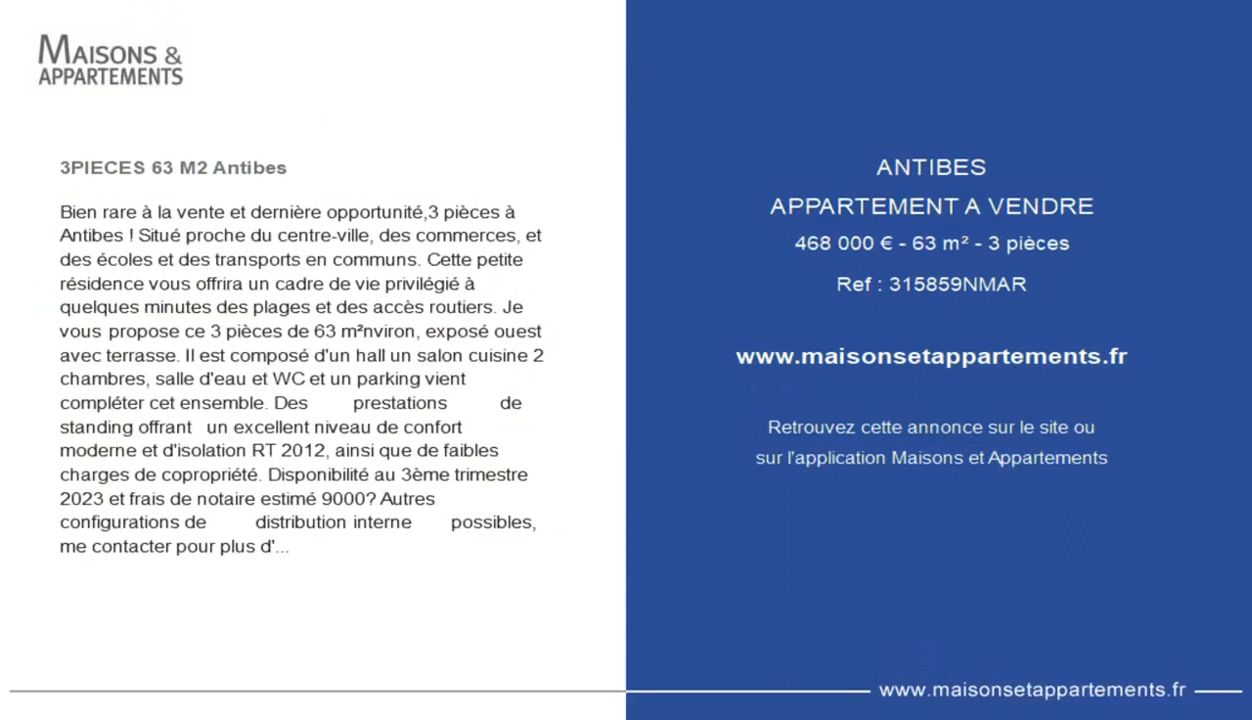 MAISONS &
APPARTEMENTS
3PIECES 63 M2 Antibes
Bien rare à la vente et dernière opportunité,3 pièces à
Antibes ! Situé proche du centre-ville, des commerces, et
des écoles et des transports en communs. Cette petite
résidence vous offrira un cadre de vie privilégié à
quelques minutes des plages et des accès routiers. Je
vous propose ce 3 pièces de 63 m²nviron, exposé ouest
avec terrasse. Il est composé d'un hall un salon cuisine 2
chambres, salle d'eau et WC et un parking vient
compléter cet ensemble. Des prestations de
standing offrant un excellent niveau de confort
moderne et d'isolation RT 2012, ainsi que de faibles
charges de copropriété. Disponibilité au 3ème trimestre
2023 et frais de notaire estimé 9000? Autres
configurations de distribution interne possibles,
me contacter pour plus d'...
ANTIBES
APPARTEMENT A VENDRE
468 000 € - 63 m² - 3 pièces
Ref : 315859NMAR
www.maisonsetappartements.fr
Retrouvez cette annonce sur le site ou
sur l'application Maisons et Appartements
www.maisonsetappartements.fr